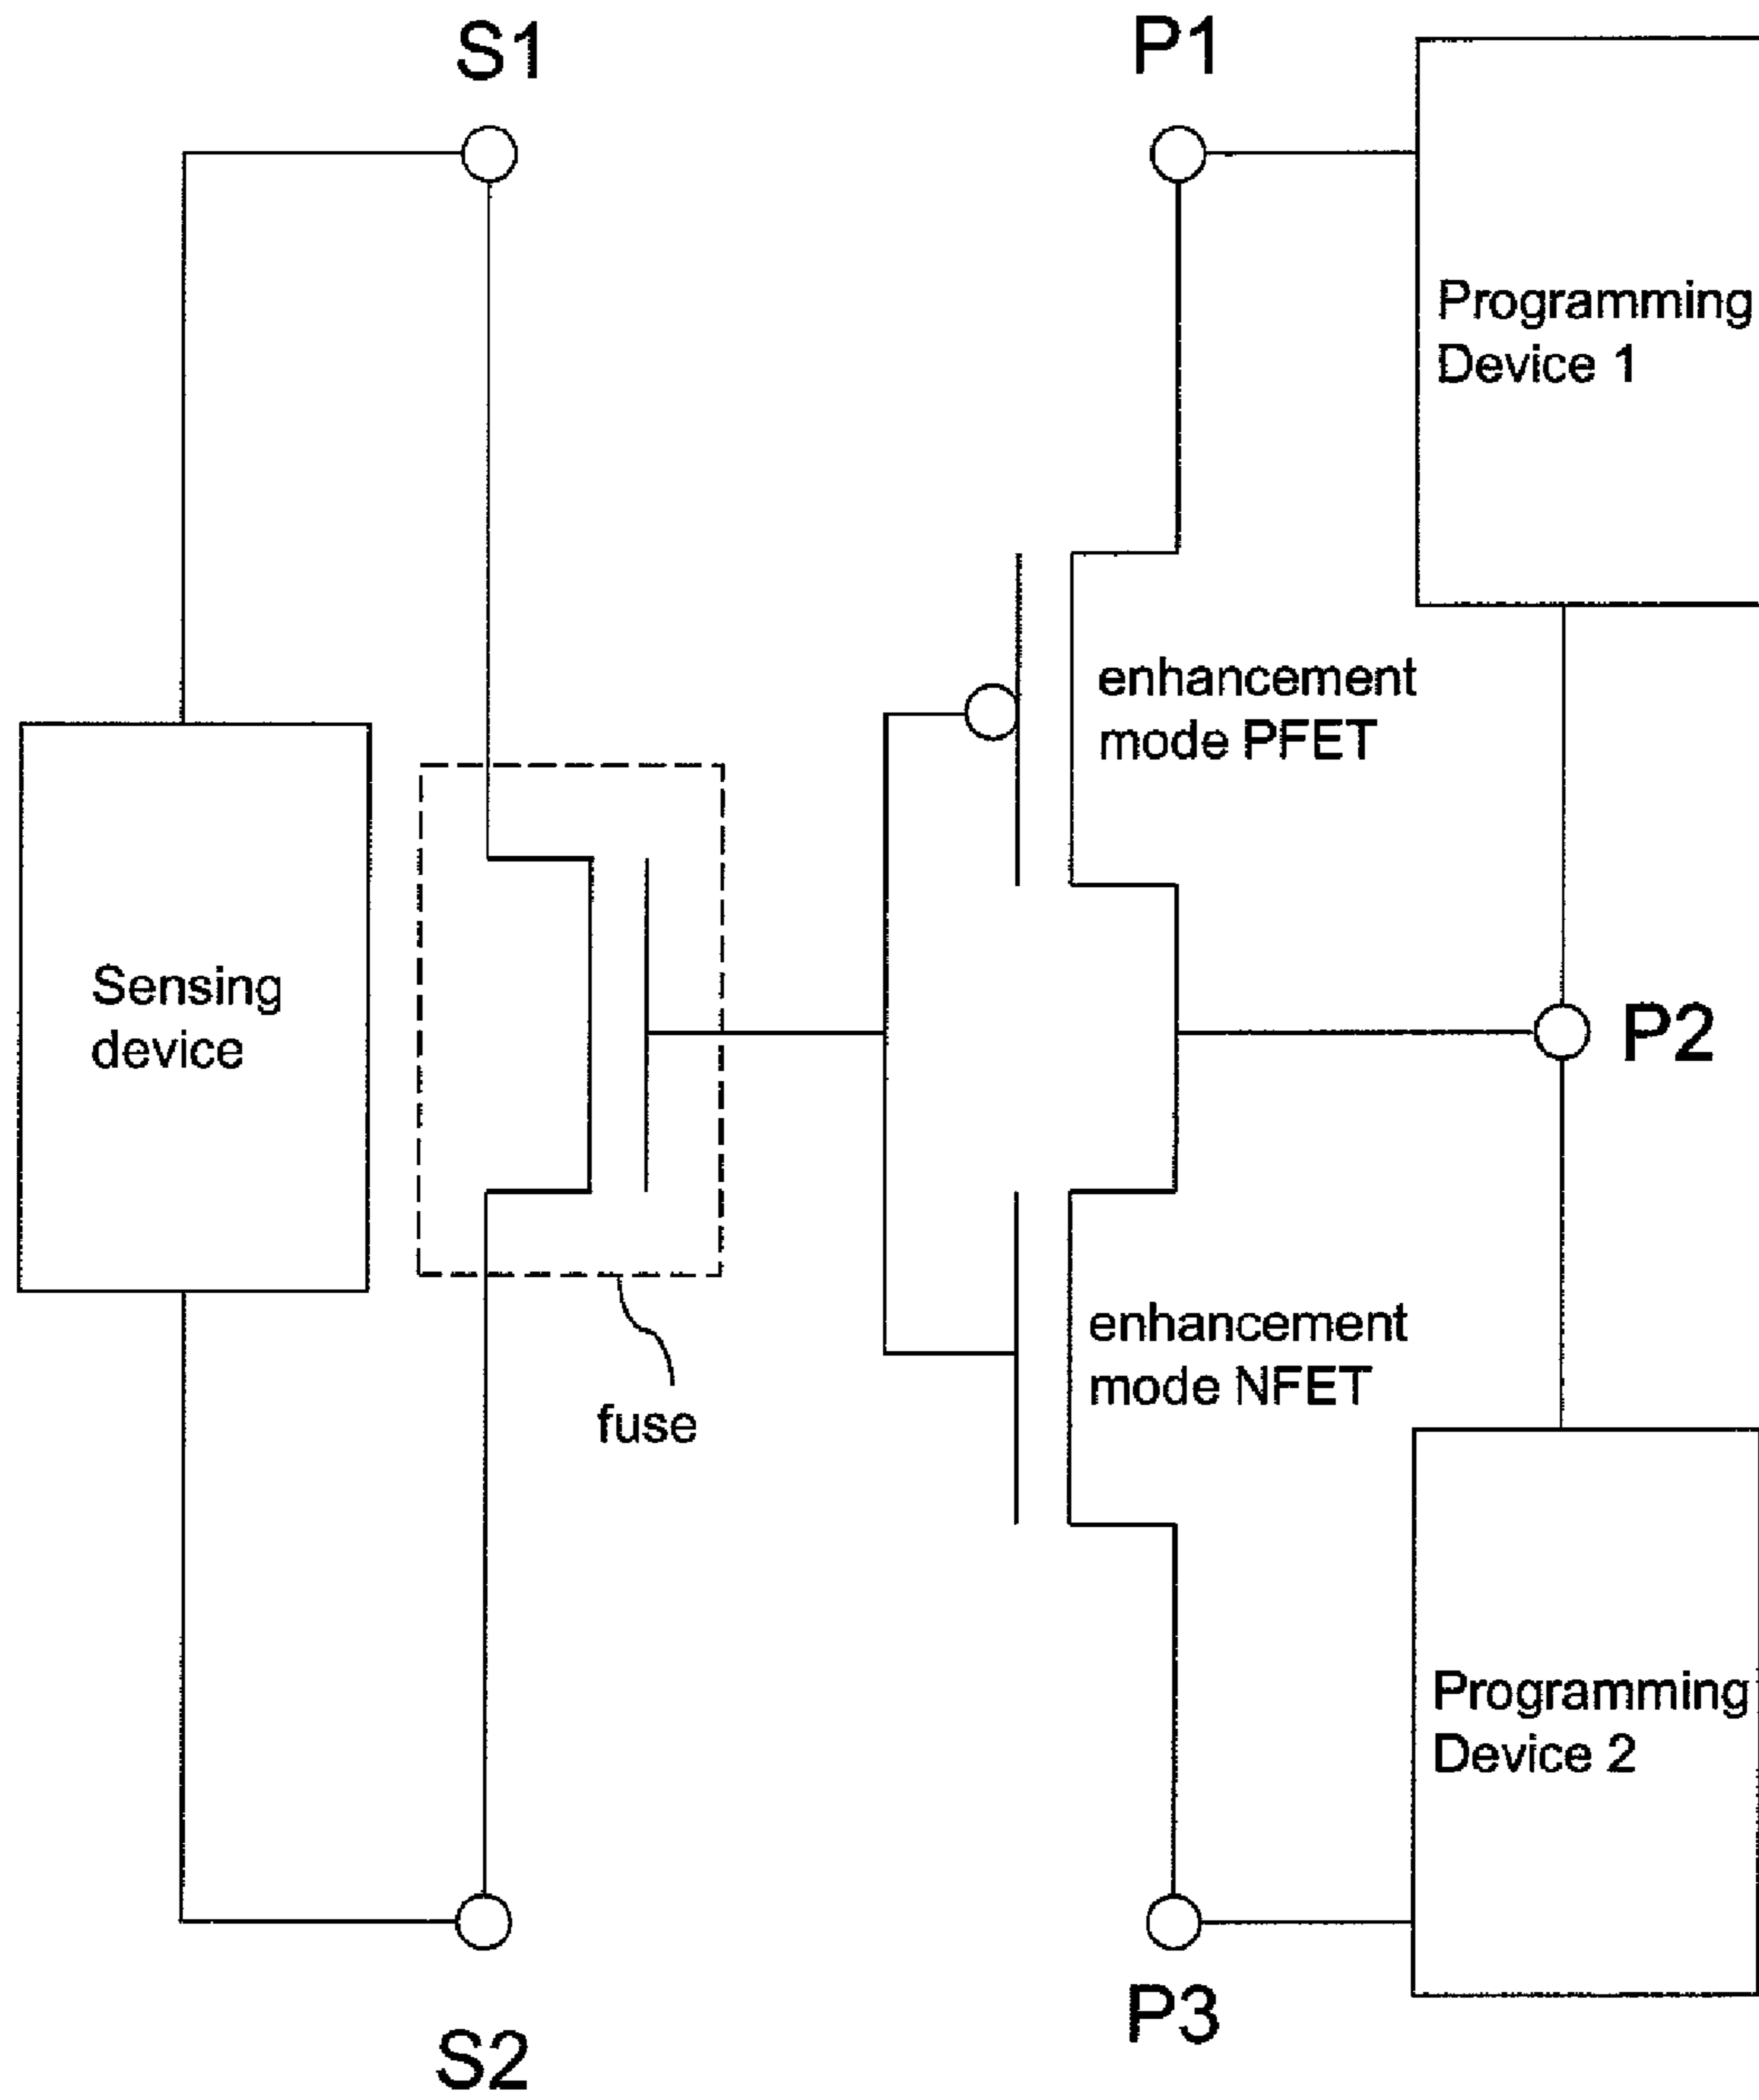 S1
P1
Programming
Device 1
enhancement
mode PFET
Sensing
device
P2
enhancement
mode NFET
fuse
Programming
Device 2
P3
S2